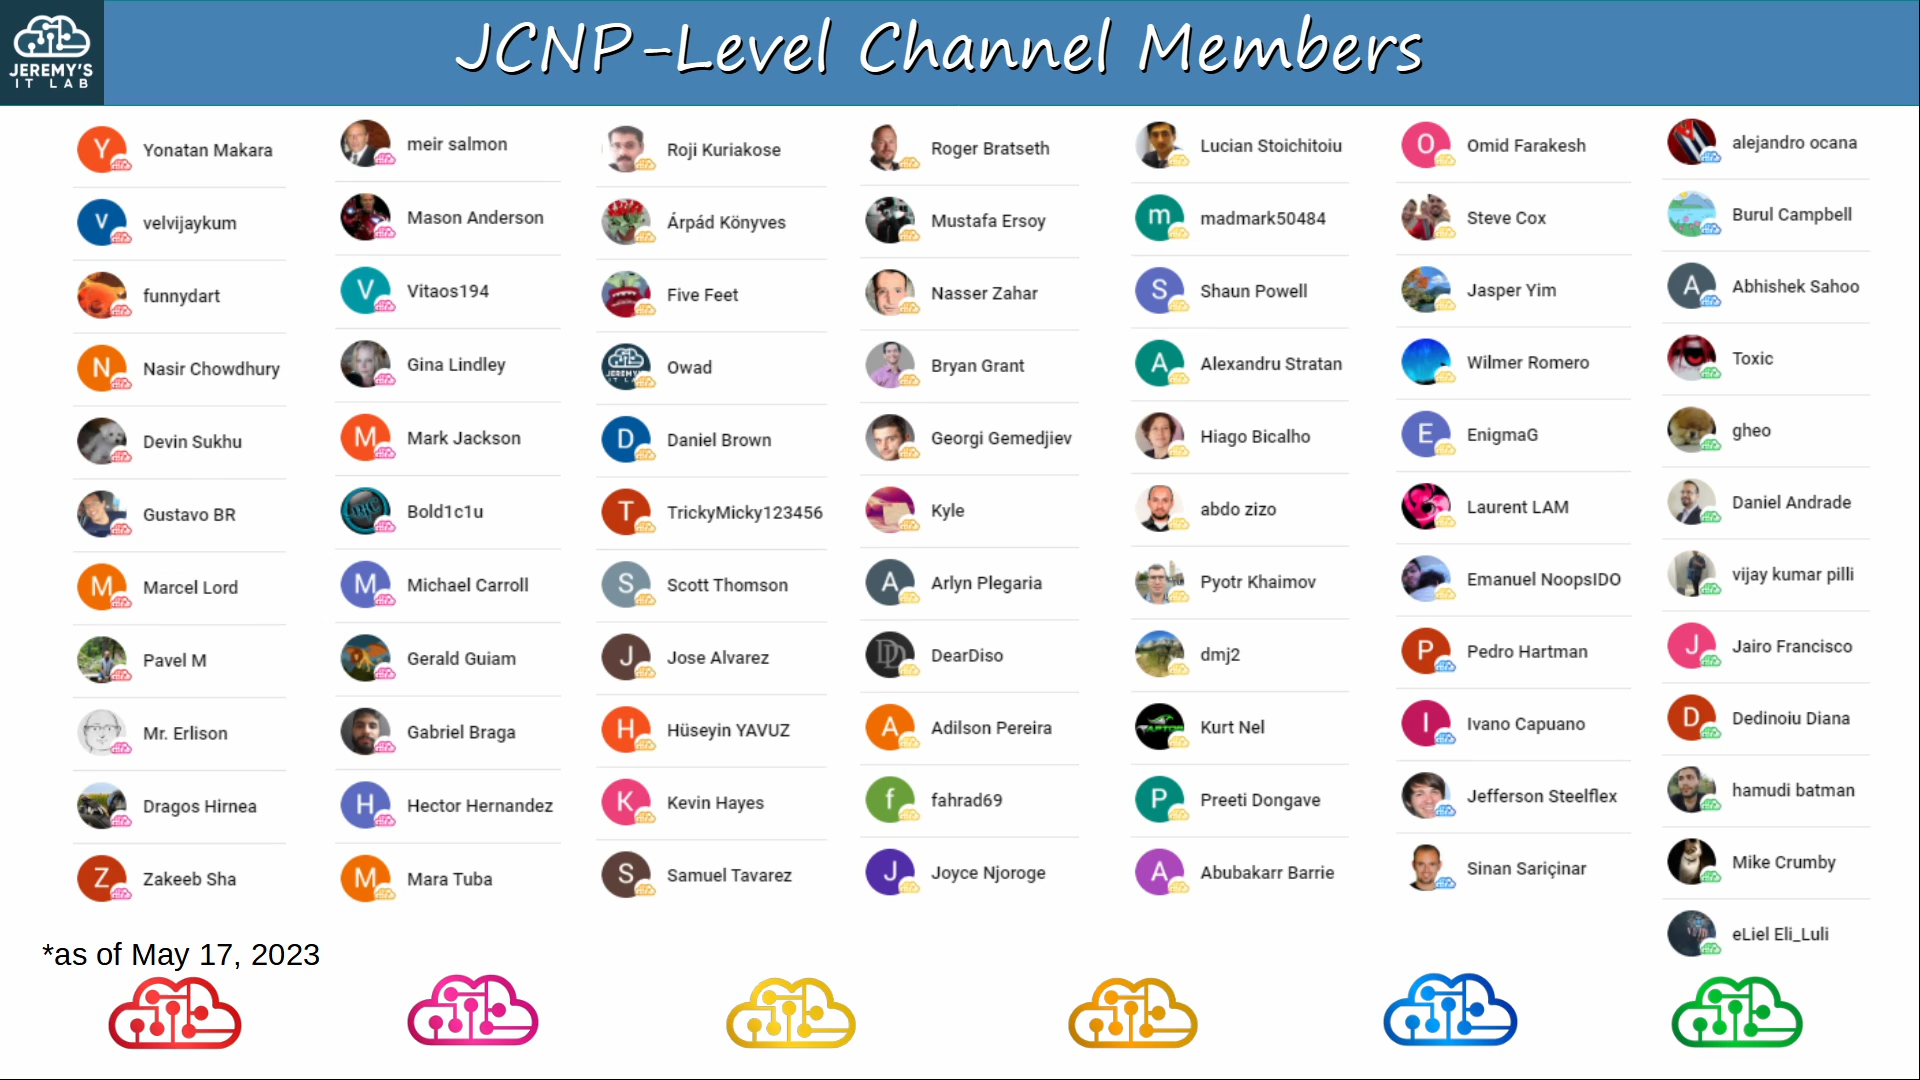 JEREMY'S
IT LAB
JCNP-Level Channel Members
Yonatan Makara
velvijaykum
funnydart
Nasir Chowdhury
Devin Sukhu
Gustavo BR
Marcel Lord
Pavel M
Mr. Erlison
Dragos Hirnea
Zakeeb Sha
meir salmon
Mason Anderson
Vitaos194
Gina Lindley
Mark Jackson
Bold1c1u
Michael Carroll
Gerald Guiam
Gabriel Braga
Hector Hernandez
Mara Tuba
Roji Kuriakose
Árpád Könyves
Five Feet
Owad
Daniel Brown
TrickyMicky123456
Scott Thomson
Jose Alvarez
Hüseyin YAVUZ
Kevin Hayes
Samuel Tavarez
Roger Bratseth
Mustafa Ersoy
Nasser Zahar
Bryan Grant
Georgi Gemedjiev
Kyle
Arlyn Plegaria
DearDiso
Adilson Pereira
fahrad69
Joyce Njoroge
Lucian Stoichitoiu
madmark50484
Shaun Powell
Alexandru Stratan
Hiago Bicalho
abdo zizo
Pyotr Khaimov
dmj2
Kurt Nel
Preeti Dongave
Abubakarr Barrie
Omid Farakesh
Steve Cox
Jasper Yim
Wilmer Romero
EnigmaG
Laurent LAM
Emanuel NoopsIDO
Pedro Hartman
Ivano Capuano
Jefferson Steelflex
Sinan Sariçinar
alejandro ocana
Burul Campbell
Abhishek Sahoo
Toxic
gheo
Daniel Andrade
vijay kumar pilli
Jairo Francisco
Dedinoiu Diana
hamudi batman
Mike Crumby
eLiel Eli_Luli
*as of May 17, 2023